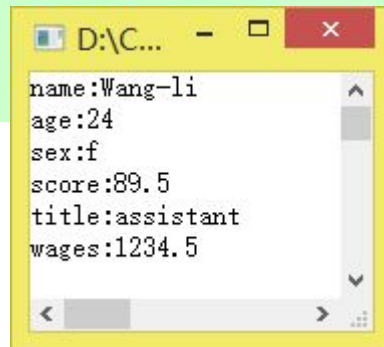 D:\C...
name:Wang-li
age:24
sex:f
score:89.5
title:assistant
wages:1234.5